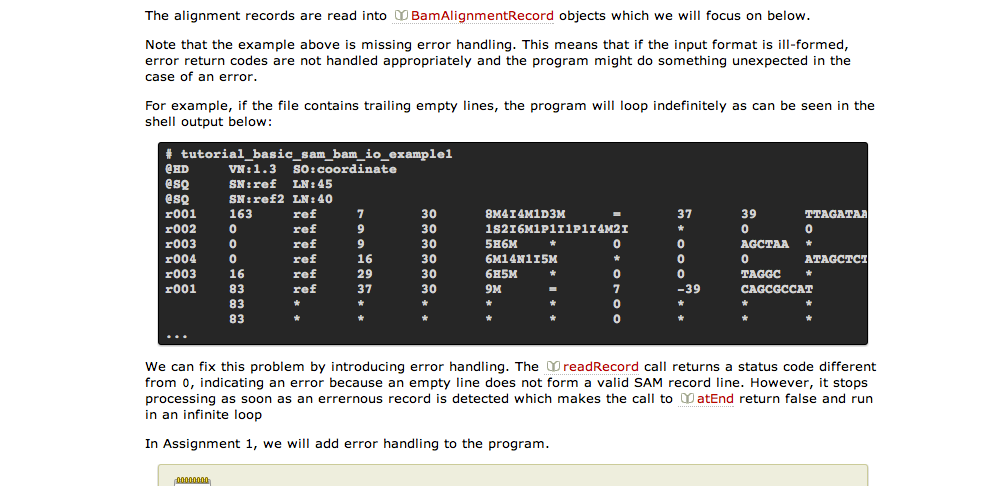 The alignment records are read into BamAlignmentRecord objects which we will focus on below.
Note that the example above is missing error handling. This means that if the input format is ill-formed,
error return codes are not handled appropriately and the program might do something unexpected in the
case of an error.
For example, if the file contains trailing empty lines, the program will loop indefinitely as can be seen in the
shell output below:
# tutorial_basic_sam_bam_io_example1
@HD VN:1.3 SO:coordinate
@SQ SN:ref LN:45
@SQ SN:ref2 LN:40
r001 163 ref 7 30 8M4I4M1D3M = 37 39 TTAGATAA
r002 0 ref 9 30 1S2I6M1P1I1P1I4M2I * 0 0
r003 0 ref 9 30 5H6M * 0 0 AGCTAA *
r004 0 ref 16 30 6M14N1I5M * 0 0 ATAGCTCT
r003 16 ref 29 30 6H5M * 0 0 TAGGC *
r001 83 ref 37 30 9M = 7 -39 CAGCGCCAT
83 * * * * * 0 * * *
83 * * * * * 0 * * *
...
We can fix this problem by introducing error handling. The readRecord call returns a status code different
from 0, indicating an error because an empty line does not form a valid SAM record line. However, it stops
processing as soon as an errernous record is detected which makes the call to atEnd return false and run
in an infinite loop
In Assignment 1, we will add error handling to the program.